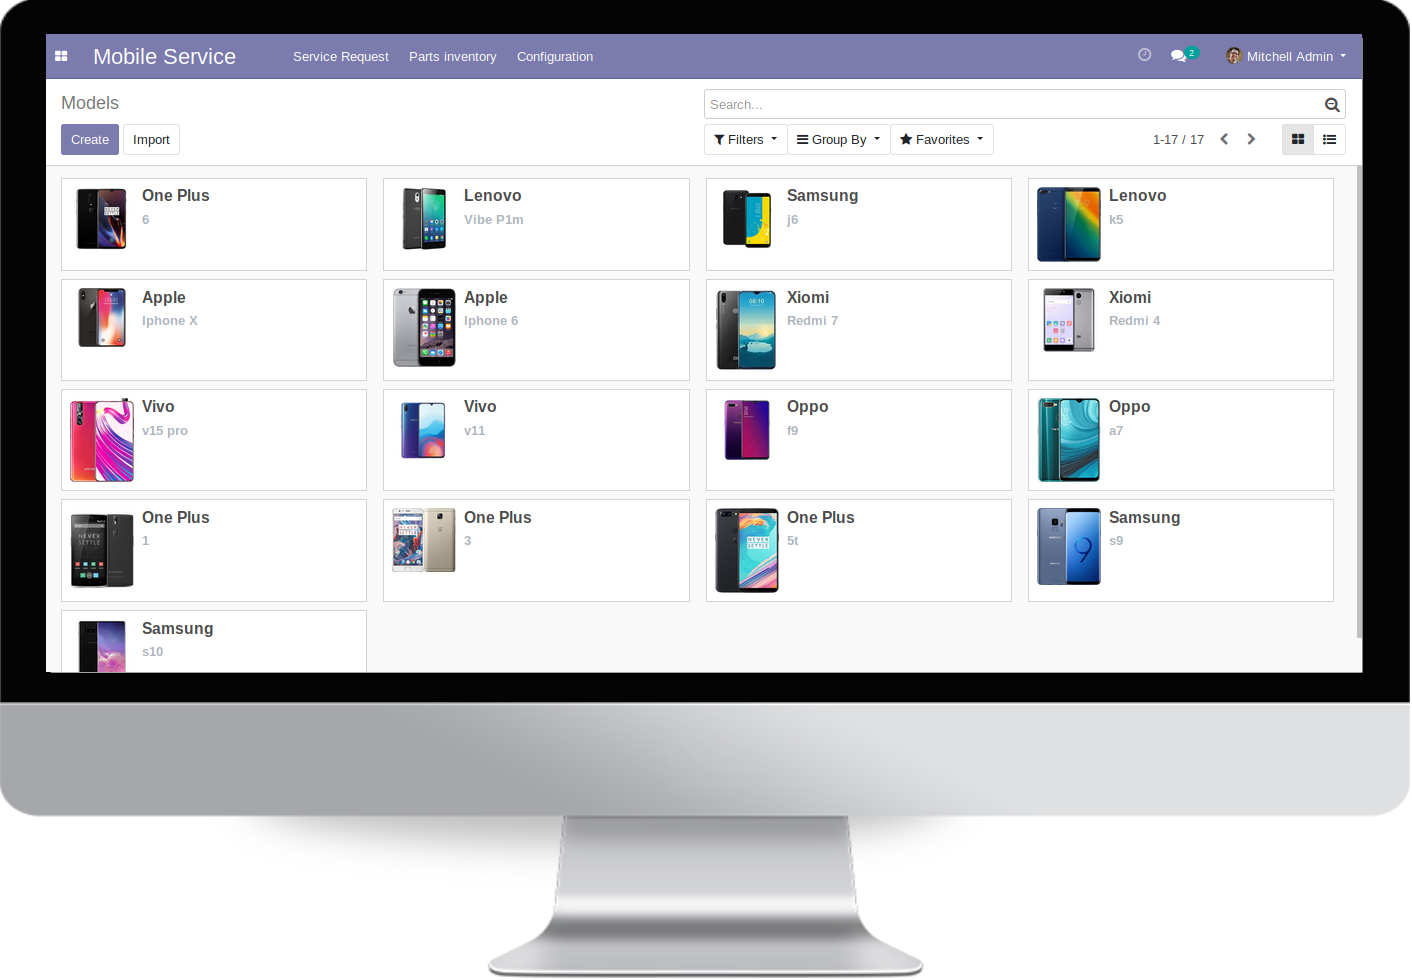 Mobile Service Service Request Parts inventory Configuration 2 Mitchell Admin
Models Search...
Create Import Filters Group By Favorites 1-17 / 17
One Plus Lenovo Samsung Lenovo
6 Vibe P1m j6 k5
Apple Apple Xiomi Xiomi
Iphone X Iphone 6 Redmi 7 Redmi 4
Vivo Vivo Oppo Oppo
v15 pro v11 f9 a7
One Plus One Plus One Plus Samsung
1 3 5t s9
NEVER
SETTLE
9
Samsung
s10